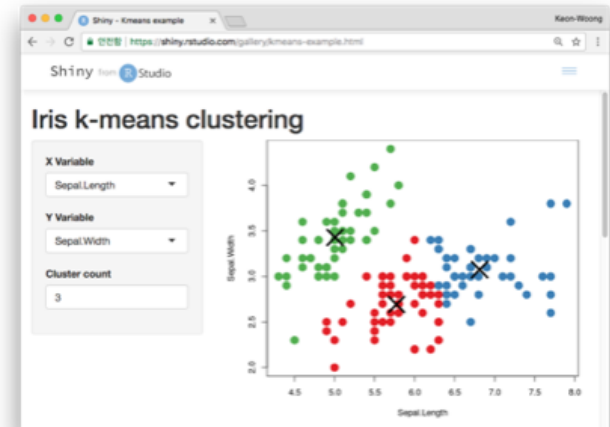 Shiny - Kmeans example
Keon-Woong
안전함 | https://shiny.rstudio.com/gallery/kmeans-example.html
Shiny from R Studio
Iris k-means clustering
X Variable
Sepal.Length
Y Variable
Sepal.Width
Cluster count
3
Sepal.Width
4.0
3.5
3.0
2.5
2.0
4.5 5.0 5.5 6.0 6.5 7.0 7.5 8.0
Sepal.Length